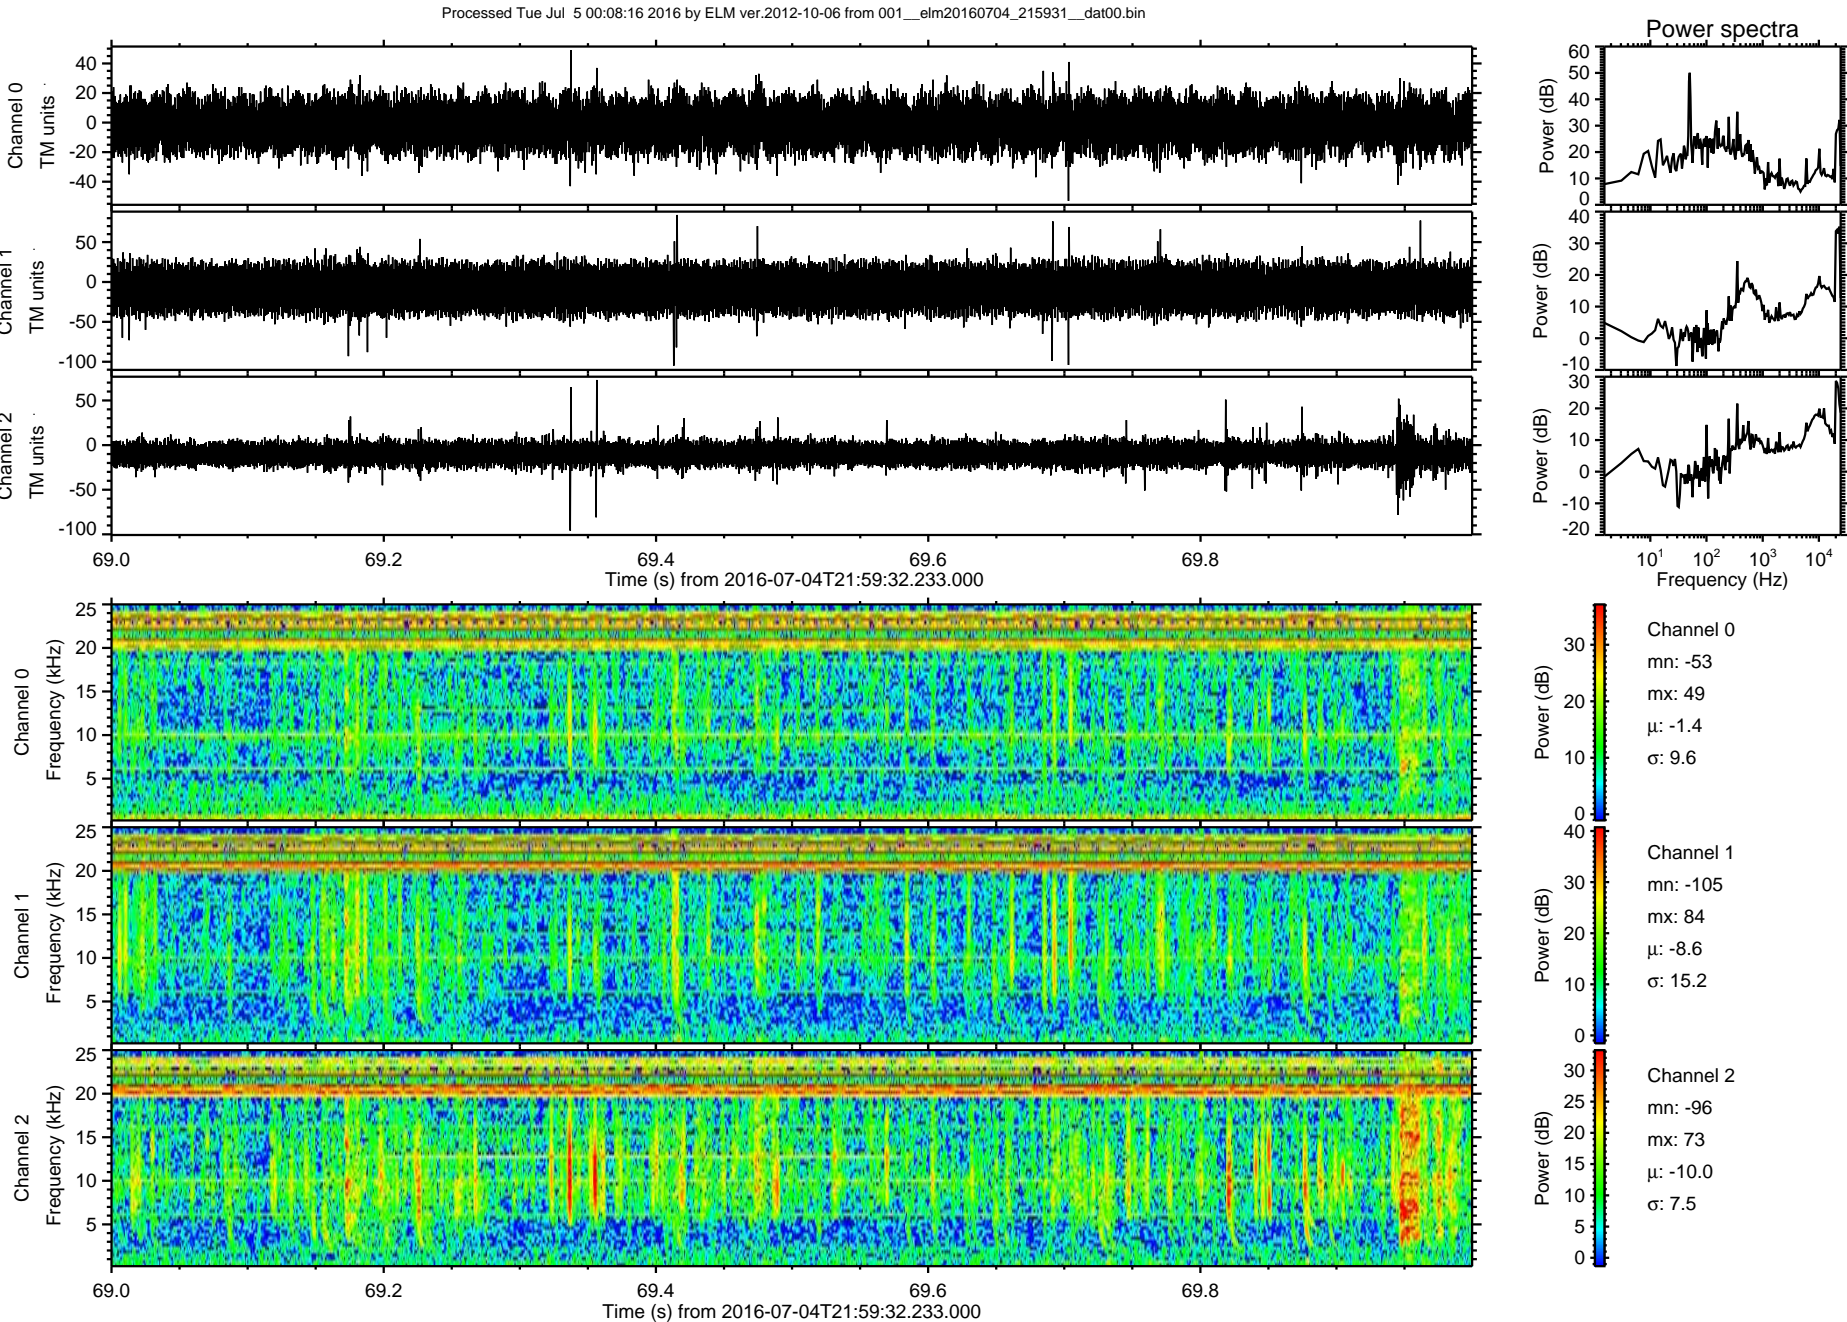 Processed Tue Jul  5 00:08:16 2016 by ELM ver.2012-10-06 from 001__elm20160704_215931__dat00.bin
Power spectra
Channel 0
TM units
40
20
0
-20
-40
Power (dB)
60
50
40
30
20
10
0
Channel 1
TM units
50
0
-50
-100
Power (dB)
40
30
20
10
0
-10
Channel 2
TM units
50
0
-50
-100
Power (dB)
30
20
10
0
-10
-20
69.0 69.2 69.4 69.6 69.8
Time (s) from 2016-07-04T21:59:32.233.000
10^1 10^2 10^3 10^4
Frequency (Hz)
Channel 0
Frequency (kHz)
25
20
15
10
5
Power (dB)
30
20
10
0
Channel 0
mn: -53
mx: 49
μ: -1.4
σ: 9.6
Channel 1
Frequency (kHz)
25
20
15
10
5
Power (dB)
40
30
20
10
0
Channel 1
mn: -105
mx: 84
μ: -8.6
σ: 15.2
Channel 2
Frequency (kHz)
25
20
15
10
5
Power (dB)
30
25
20
15
10
5
0
Channel 2
mn: -96
mx: 73
μ: -10.0
σ: 7.5
69.0 69.2 69.4 69.6 69.8
Time (s) from 2016-07-04T21:59:32.233.000